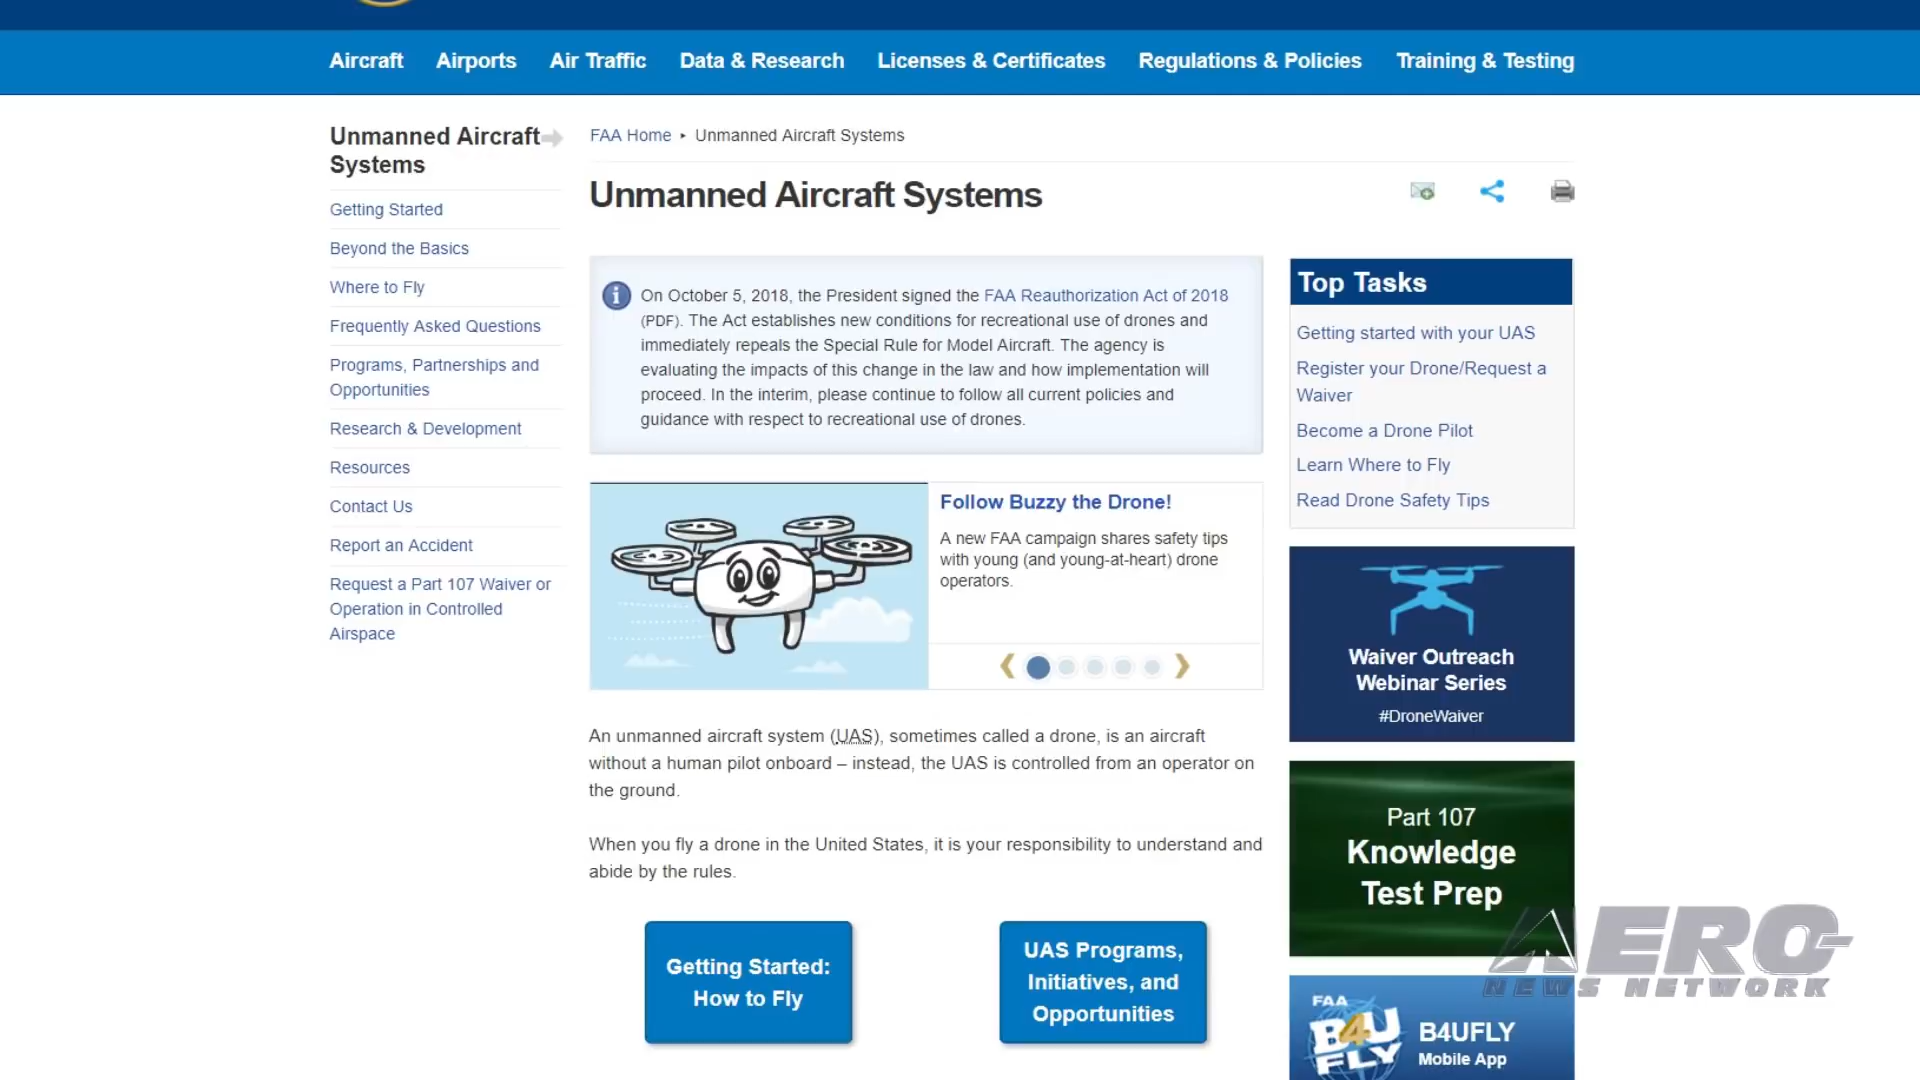 Aircraft Airports Air Traffic Data & Research Licenses & Certificates Regulations & Policies Training & Testing
Unmanned Aircraft
Systems
Getting Started
Beyond the Basics
Where to Fly
Frequently Asked Questions
Programs, Partnerships and
Opportunities
Research & Development
Resources
Contact Us
Report an Accident
Request a Part 107 Waiver or
Operation in Controlled
Airspace
FAA Home ▸ Unmanned Aircraft Systems
Unmanned Aircraft Systems
On October 5, 2018, the President signed the FAA Reauthorization Act of 2018
(PDF). The Act establishes new conditions for recreational use of drones and
immediately repeals the Special Rule for Model Aircraft. The agency is
evaluating the impacts of this change in the law and how implementation will
proceed. In the interim, please continue to follow all current policies and
guidance with respect to recreational use of drones.
Follow Buzzy the Drone!
A new FAA campaign shares safety tips
with young (and young-at-heart) drone
operators.
An unmanned aircraft system (UAS), sometimes called a drone, is an aircraft
without a human pilot onboard – instead, the UAS is controlled from an operator on
the ground.
When you fly a drone in the United States, it is your responsibility to understand and
abide by the rules.
Getting Started:
How to Fly
UAS Programs,
Initiatives, and
Opportunities
Top Tasks
Getting started with your UAS
Register your Drone/Request a
Waiver
Become a Drone Pilot
Learn Where to Fly
Read Drone Safety Tips
Waiver Outreach
Webinar Series
#DroneWaiver
Part 107
Knowledge
Test Prep
FAA
B4U
FLY
B4UFLY
Mobile App
AERO-
NEWS NETWORK